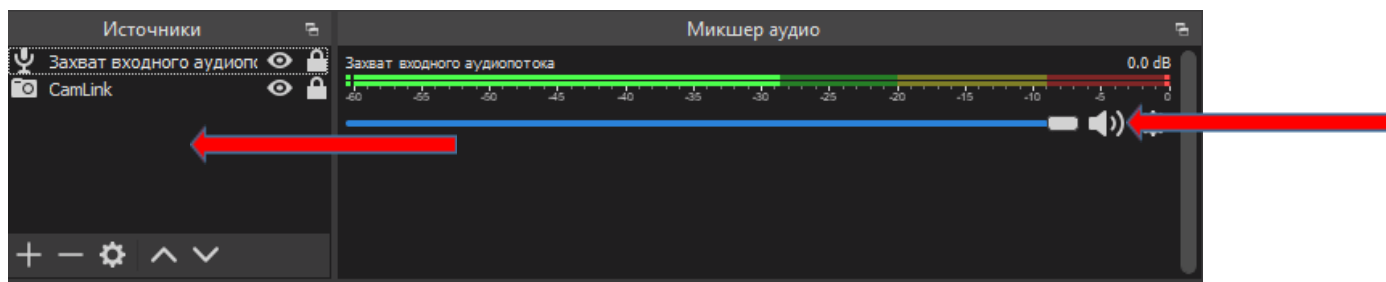 Источники
Микшер аудио
Захват входного аудиопо
Захват входного аудиопотока
0.0 dB
CamLink
-60 -55 -50 -45 -40 -35 -30 -25 -20 -15 -10 -5 0